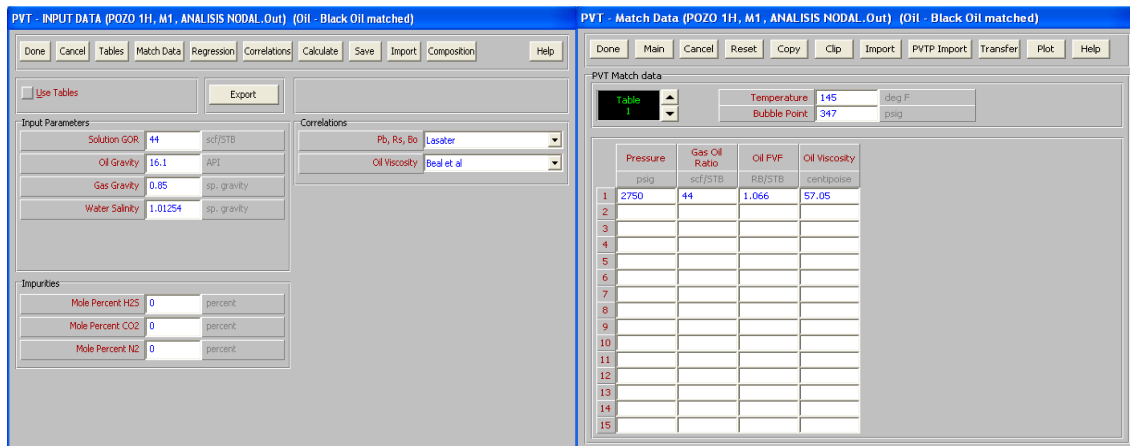 PVT - INPUT DATA (POZO 1H, M1 , ANALISIS NODAL.Out) (Oil - Black Oil matched)
Done Cancel Tables Match Data Regression Correlations Calculate Save Import Composition Help
Use Tables Export
Input Parameters
Solution GOR 44 scf/STB
Oil Gravity 16.1 API
Gas Gravity 0.85 sp. gravity
Water Salinity 1.01254 sp. gravity
Correlations
Pb, Rs, Bo Lasater
Oil Viscosity Beal et al
Impurities
Mole Percent H2S 0 percent
Mole Percent CO2 0 percent
Mole Percent N2 0 percent
PVT - Match Data (POZO 1H, M1 , ANALISIS NODAL.Out) (Oil - Black Oil matched)
Done Main Cancel Reset Copy Clip Import PVTP Import Transfer Plot Help
PVT Match data
Table
1
Temperature 145 deg F
Bubble Point 347 psig
Pressure Gas Oil Ratio Oil FVF Oil Viscosity
psig scf/STB RB/STB centipoise
1 2750 44 1.066 57.05
2
3
4
5
6
7
8
9
10
11
12
13
14
15